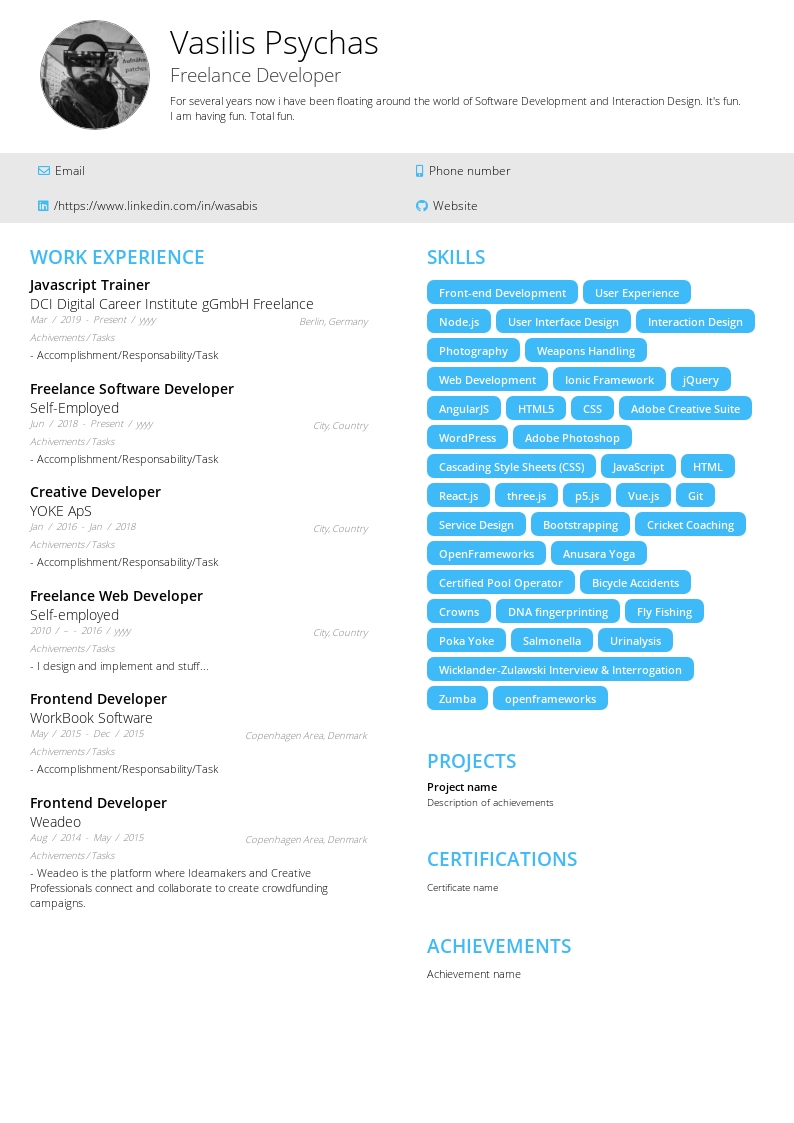 Vasilis Psychas
Freelance Developer
For several years now i have been floating around the world of Software Development and Interaction Design. It's fun.
I am having fun. Total fun.
Email
Phone number
/https://www.linkedin.com/in/wasabis
Website
WORK EXPERIENCE
Javascript Trainer
DCI Digital Career Institute gGmbH Freelance
Mar / 2019 - Present / yyyy
Berlin, Germany
Achivements/Tasks
- Accomplishment/Responsability/Task
Freelance Software Developer
Self-Employed
Jun / 2018 - Present / yyyy
City, Country
Achivements/Tasks
- Accomplishment/Responsability/Task
Creative Developer
YOKE ApS
Jan / 2016 - Jan / 2018
City, Country
Achivements/Tasks
- Accomplishment/Responsability/Task
Freelance Web Developer
Self-employed
2010 / – - 2016 / yyyy
City, Country
Achivements/Tasks
- I design and implement and stuff...
Frontend Developer
WorkBook Software
May / 2015 - Dec / 2015
Copenhagen Area, Denmark
Achivements/Tasks
- Accomplishment/Responsability/Task
Frontend Developer
Weadeo
Aug / 2014 - May / 2015
Copenhagen Area, Denmark
Achivements/Tasks
- Weadeo is the platform where Ideamakers and Creative
Professionals connect and collaborate to create crowdfunding
campaigns.
SKILLS
Front-end Development User Experience
Node.js User Interface Design Interaction Design
Photography Weapons Handling
Web Development Ionic Framework jQuery
AngularJS HTML5 CSS Adobe Creative Suite
WordPress Adobe Photoshop
Cascading Style Sheets (CSS) JavaScript HTML
React.js three.js p5.js Vue.js Git
Service Design Bootstrapping Cricket Coaching
OpenFrameworks Anusara Yoga
Certified Pool Operator Bicycle Accidents
Crowns DNA fingerprinting Fly Fishing
Poka Yoke Salmonella Urinalysis
Wicklander-Zulawski Interview & Interrogation
Zumba openframeworks
PROJECTS
Project name
Description of achievements
CERTIFICATIONS
Certificate name
ACHIEVEMENTS
Achievement name